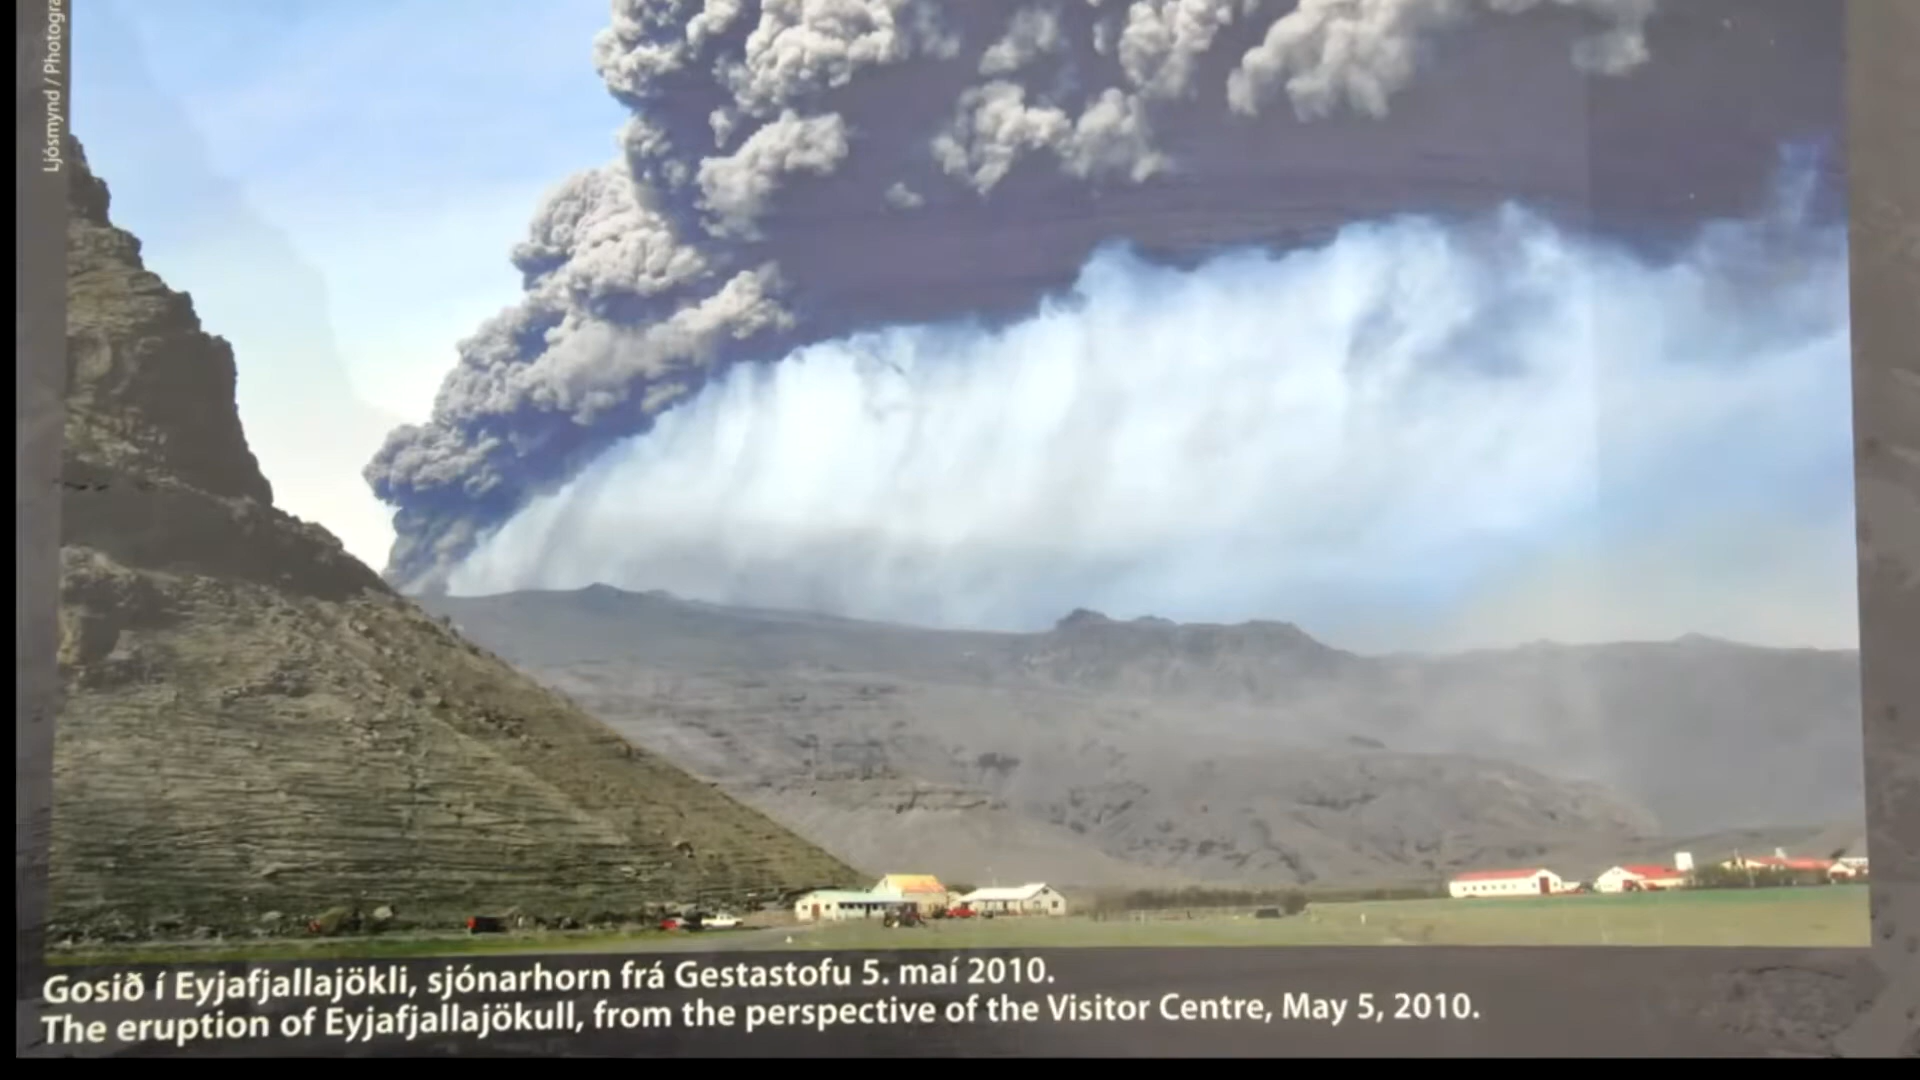 Ljósmynd /
Gosið í Eyjafjallajökli, sjónarhorn frá Gestastofu 5. maí 2010.
The eruption of Eyjafjallajökull, from the perspective of the Visitor Centre, May 5, 2010.